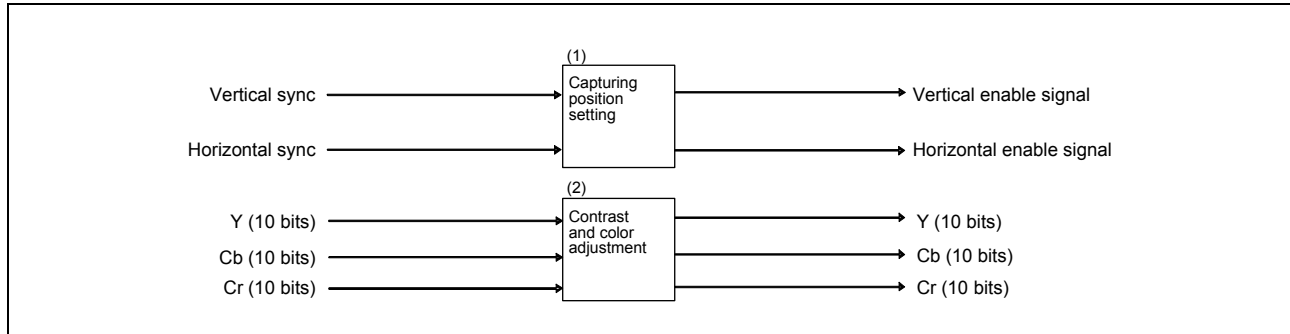 (1)
Capturing
position
setting
Vertical sync
Vertical enable signal
Horizontal sync
Horizontal enable signal
(2)
Contrast
and color
adjustment
Y (10 bits)
Y (10 bits)
Cb (10 bits)
Cb (10 bits)
Cr (10 bits)
Cr (10 bits)